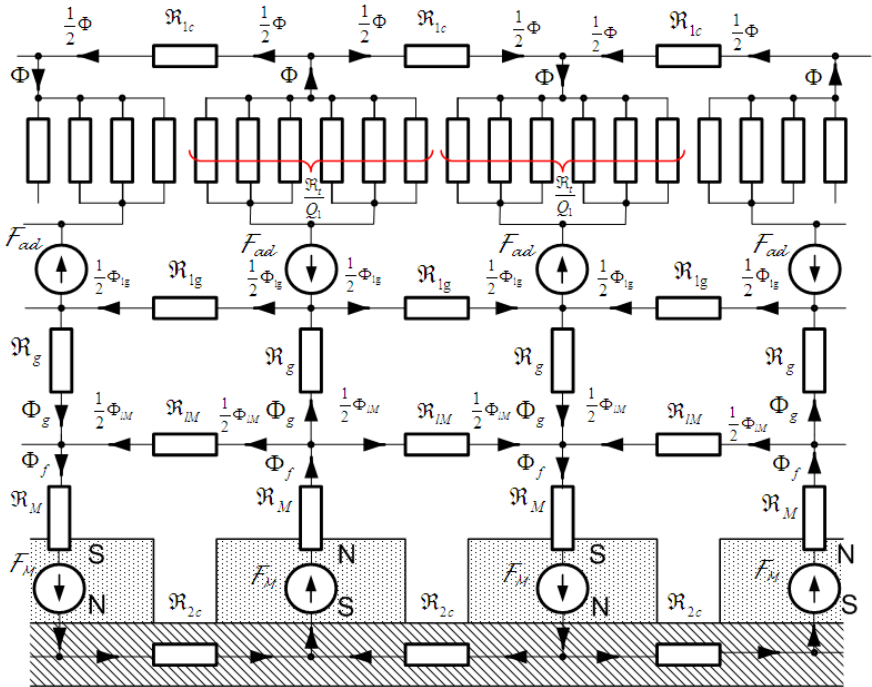 ½Φ ℜ1c ½Φ ½Φ ℜ1c ½Φ ½Φ ℜ1c ½Φ
Φ Φ Φ Φ
ℜt/Q1 ℜt/Q1
Fad Fad Fad Fad
½Φ1g ℜ1g ½Φ1g ½Φ1g ℜ1g ½Φ1g ½Φ1g ℜ1g ½Φ1g
ℜg ℜg ℜg ℜg
Φg ½ΦlM ℜlM ½ΦlM Φg ½ΦlM ℜlM ½ΦlM Φg ½ΦlM ℜlM ½ΦlM Φg
Φf Φf Φf Φf
ℜM ℜM ℜM ℜM
S N S N
FM FM FM FM
N ℜ2c S ℜ2c N ℜ2c S